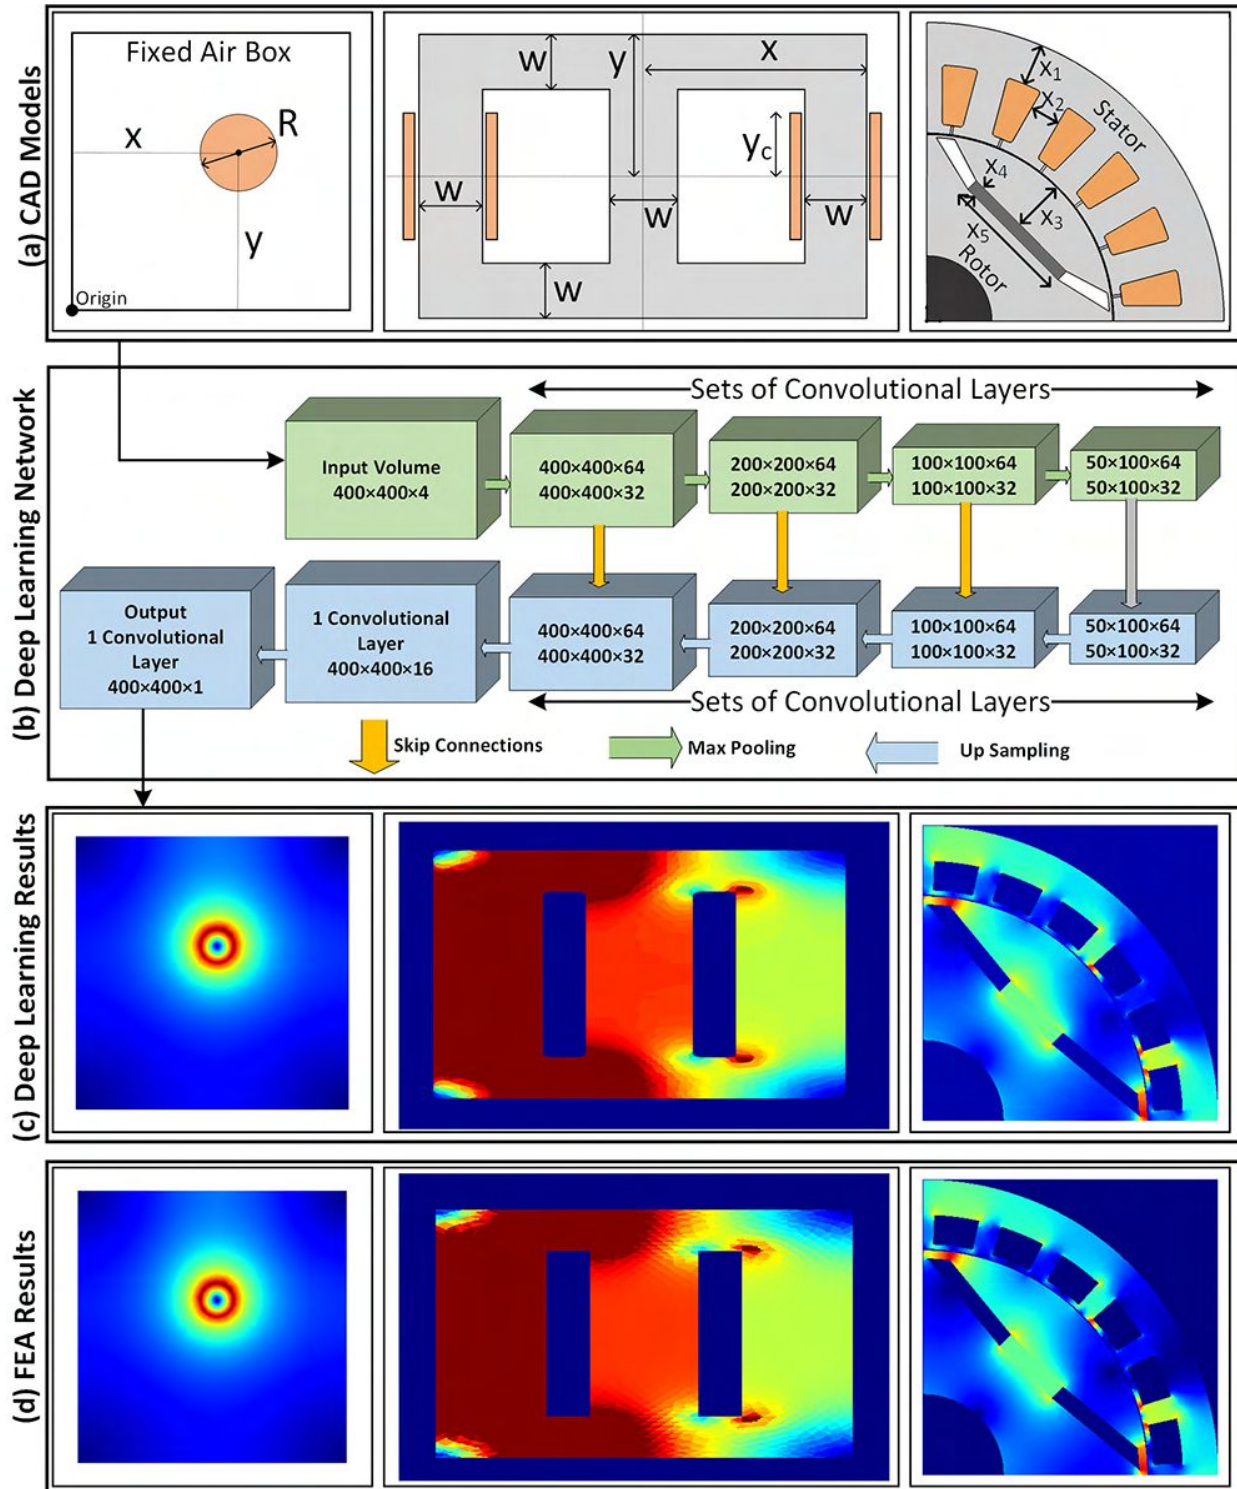 (a) CAD Models
Fixed Air Box
R
x
y
Origin
w
y
x
y_c
w
w
w
w
x₁
x₂
Stator
x₄
x₃
x₅
Rotor
(b) Deep Learning Network
Sets of Convolutional Layers
Input Volume
400×400×4
400×400×64
400×400×32
200×200×64
200×200×32
100×100×64
100×100×32
50×100×64
50×100×32
Output
1 Convolutional
Layer
400×400×1
1 Convolutional
Layer
400×400×16
400×400×64
400×400×32
200×200×64
200×200×32
100×100×64
100×100×32
50×100×64
50×100×32
Sets of Convolutional Layers
Skip Connections
Max Pooling
Up Sampling
(c) Deep Learning Results
(d) FEA Results